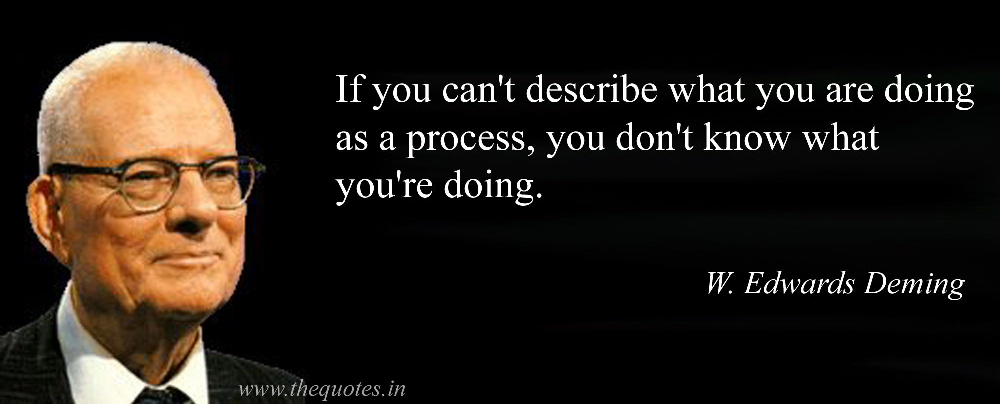 If you can't describe what you are doing
as a process, you don't know what
you're doing.
W. Edwards Deming
www.thequotes.in